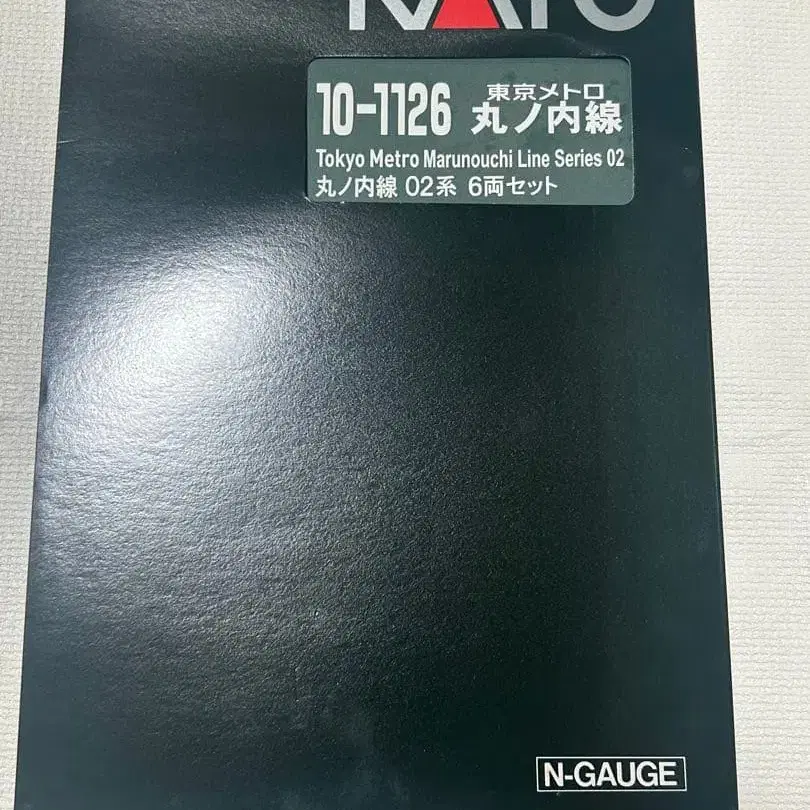 KATO
10-1126
東京メトロ
丸ノ内線
Tokyo Metro Marunouchi Line Series 02
丸ノ内線 02系 6両セット
N-GAUGE